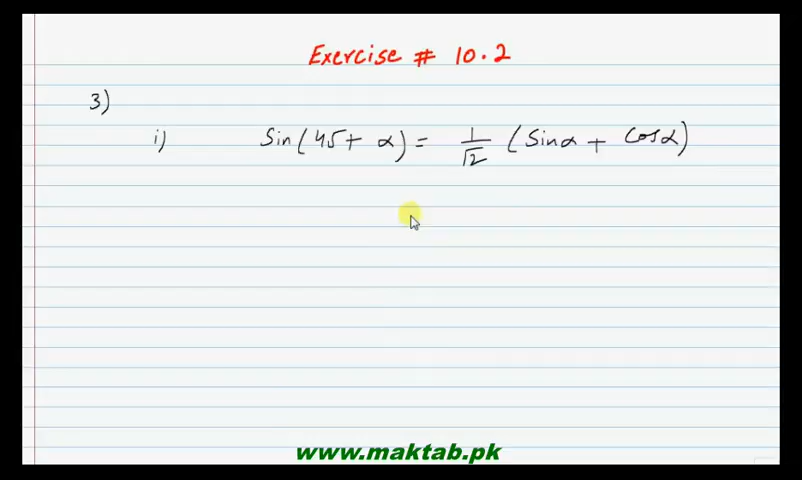 Exercise # 10.2
3)
i) Sin(45+ α) = 1/√2 (Sinα + Cosα)
www.maktab.pk